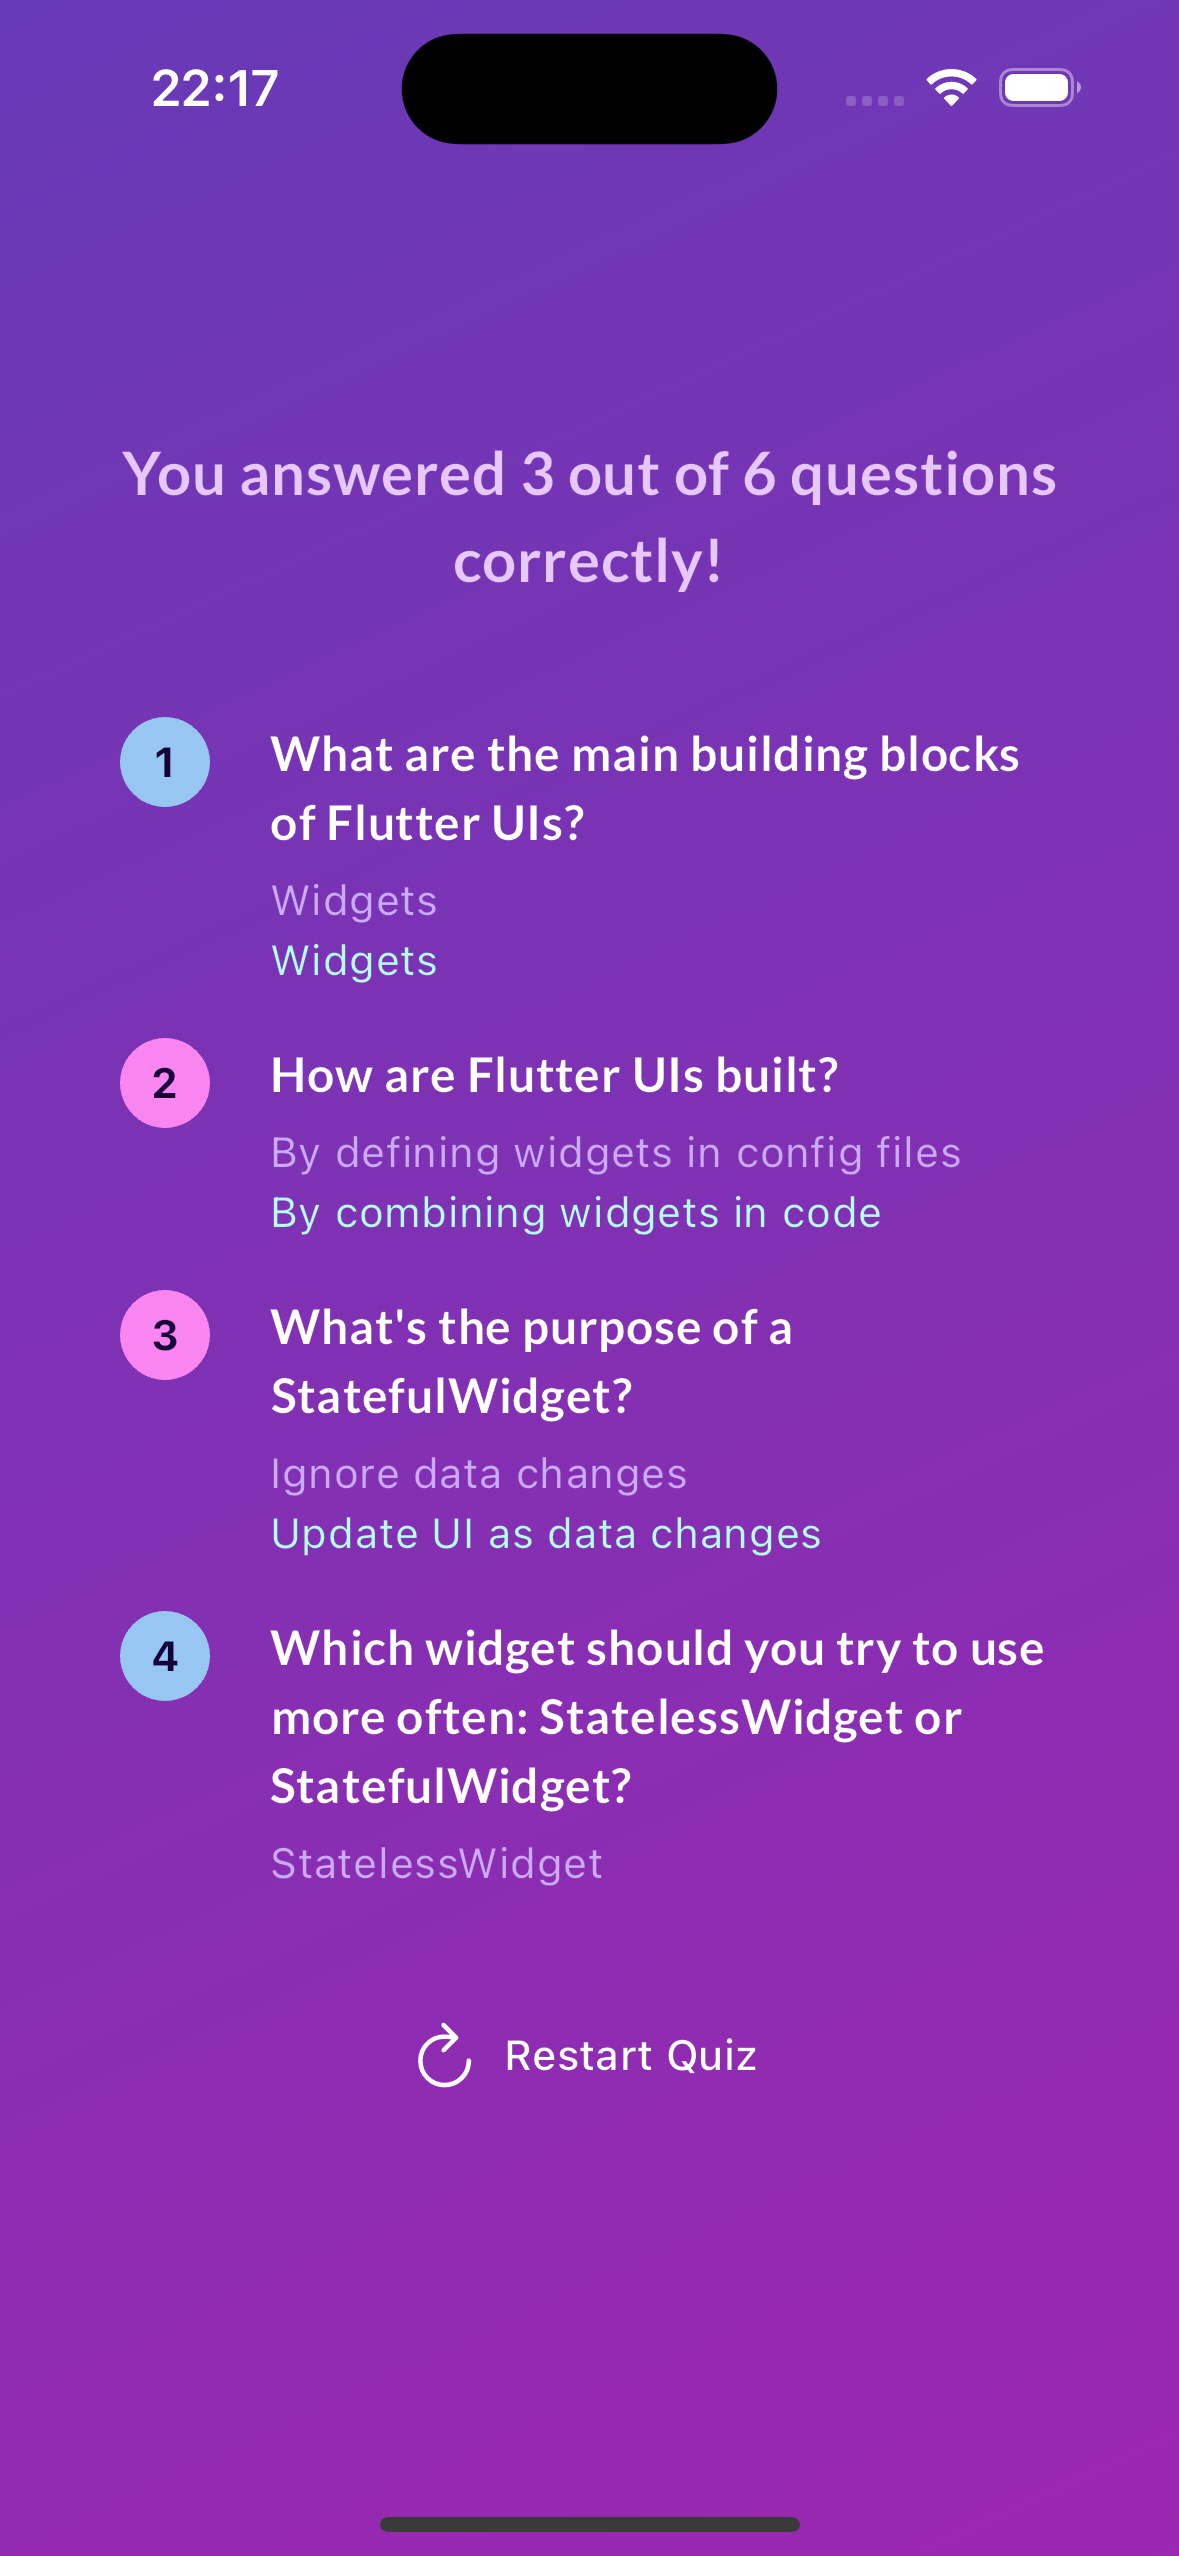 22:17
You answered 3 out of 6 questions
correctly!
1
What are the main building blocks
of Flutter UIs?
Widgets
Widgets
2
How are Flutter UIs built?
By defining widgets in config files
By combining widgets in code
3
What's the purpose of a
StatefulWidget?
Ignore data changes
Update UI as data changes
4
Which widget should you try to use
more often: StatelessWidget or
StatefulWidget?
StatelessWidget
Restart Quiz